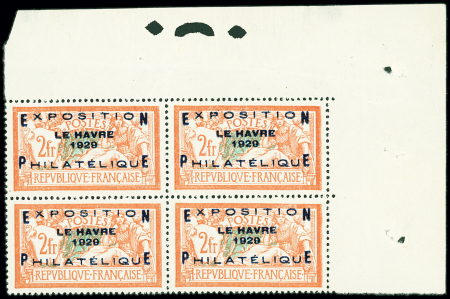 POSTES
EXPOSITION
LE HAVRE
1929
2fr
PHILATÉLIQUE
REPVBLIQVE·FRANÇAISE
POSTES
EXPOSITION
LE HAVRE
1929
2fr
PHILATÉLIQUE
REPVBLIQVE·FRANÇAISE
POSTES
EXPOSITION
LE HAVRE
1929
2fr
PHILATÉLIQUE
REPVBLIQVE·FRANÇAISE
POSTES
EXPOSITION
LE HAVRE
1929
2fr
PHILATÉLIQUE
REPVBLIQVE·FRANÇAISE